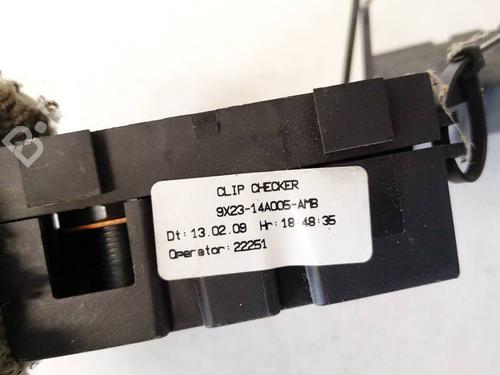 CLIP CHECKER
9X23-14A005-AMB
Dt: 13.02.09 Hr: 18:48:35
Operator: 22251
B